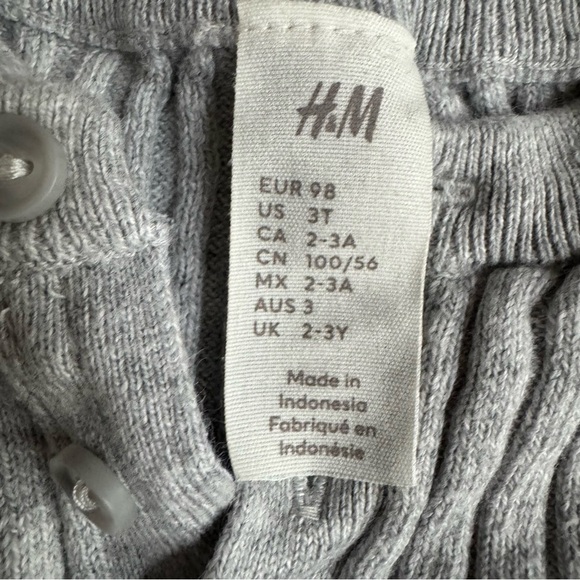 H&M
EUR 98
US 3T
CA 2-3A
CN 100/56
MX 2-3A
AUS 3
UK 2-3Y
Made in
Indonesia
Fabriqué en
Indonésie